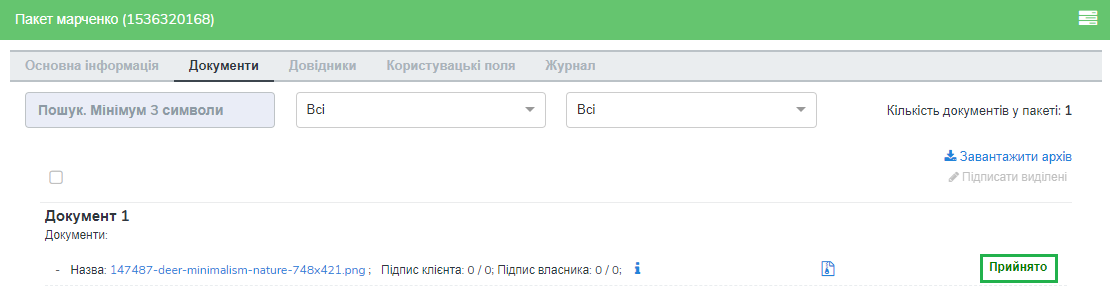 Пакет марченко (1536320168)
Основна інформація Документи Довідники Користувацькі поля Журнал
Пошук. Мінімум 3 символи Всі Всі Кількість документів у пакеті: 1
Завантажити архів
Підписати виділені
Документ 1
Документи:
- Назва: 147487-deer-minimalism-nature-748x421.png ; Підпис клієнта: 0 / 0; Підпис власника: 0 / 0; Прийнято